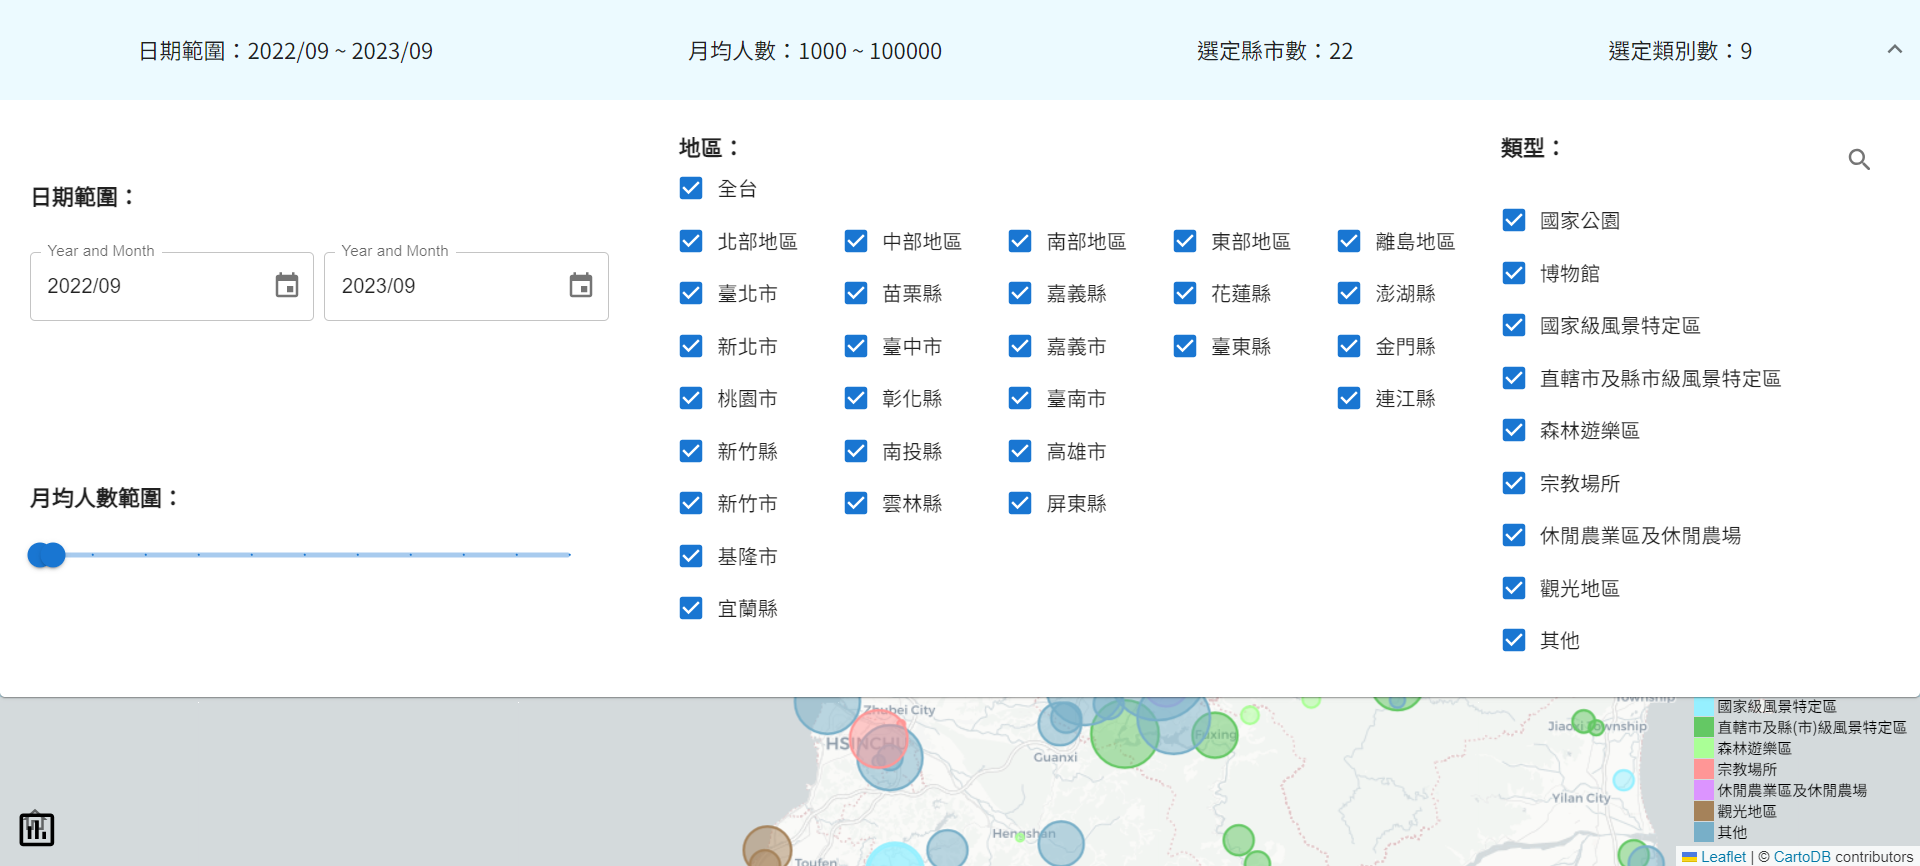 日期範圍：2022/09 ~ 2023/09
月均人數：1000 ~ 100000
選定縣市數：22
選定類別數：9
日期範圍：
Year and Month
2022/09
Year and Month
2023/09
月均人數範圍：
地區：
全台
北部地區 中部地區 南部地區 東部地區 離島地區
臺北市 苗栗縣 嘉義縣 花蓮縣 澎湖縣
新北市 臺中市 嘉義市 臺東縣 金門縣
桃園市 彰化縣 臺南市 連江縣
新竹縣 南投縣 高雄市
新竹市 雲林縣 屏東縣
基隆市
宜蘭縣
類型：
國家公園
博物館
國家級風景特定區
直轄市及縣市級風景特定區
森林遊樂區
宗教場所
休閒農業區及休閒農場
觀光地區
其他
Zhubei City
HSINCHU
Guanxi
Fuxing
Township
Jiaoxi Township
Yilan City
Hengshan
Toufen
國家級風景特定區
直轄市及縣(市)級風景特定區
森林遊樂區
宗教場所
休閒農業區及休閒農場
觀光地區
其他
Leaflet | © CartoDB contributors